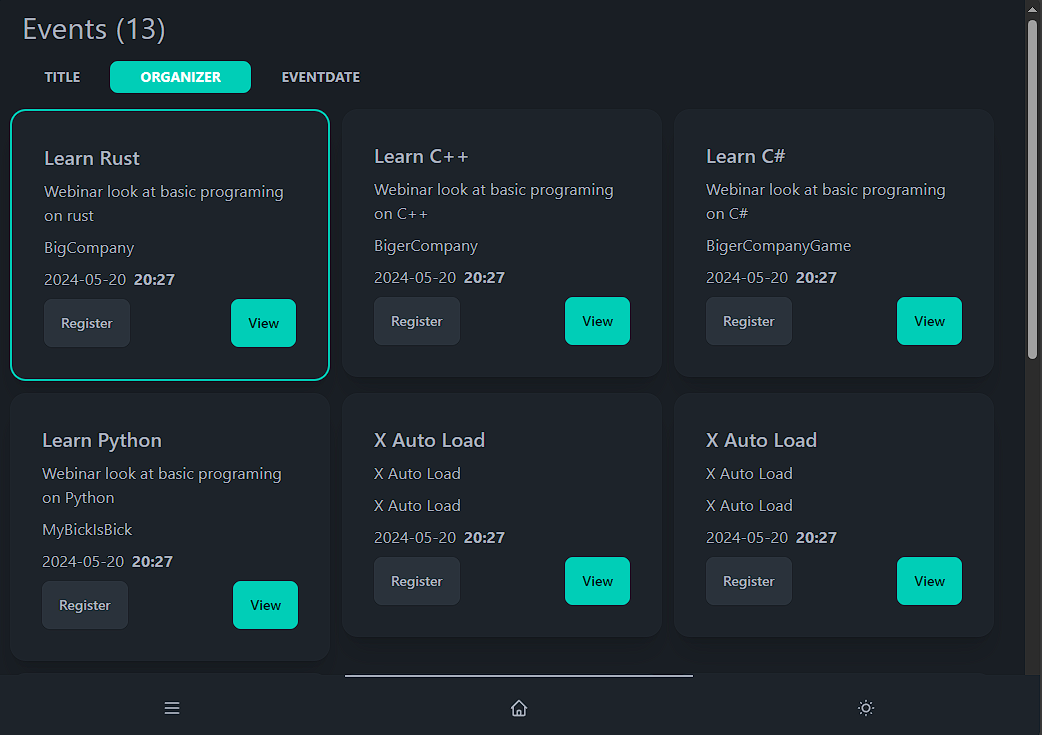 Events (13)
TITLE
ORGANIZER
EVENTDATE
Learn Rust
Webinar look at basic programing
on rust
BigCompany
2024-05-20 20:27
Register
View
Learn C++
Webinar look at basic programing
on C++
BigerCompany
2024-05-20 20:27
Register
View
Learn C#
Webinar look at basic programing
on C#
BigerCompanyGame
2024-05-20 20:27
Register
View
Learn Python
Webinar look at basic programing
on Python
MyBickIsBick
2024-05-20 20:27
Register
View
X Auto Load
X Auto Load
X Auto Load
2024-05-20 20:27
Register
View
X Auto Load
X Auto Load
X Auto Load
2024-05-20 20:27
Register
View